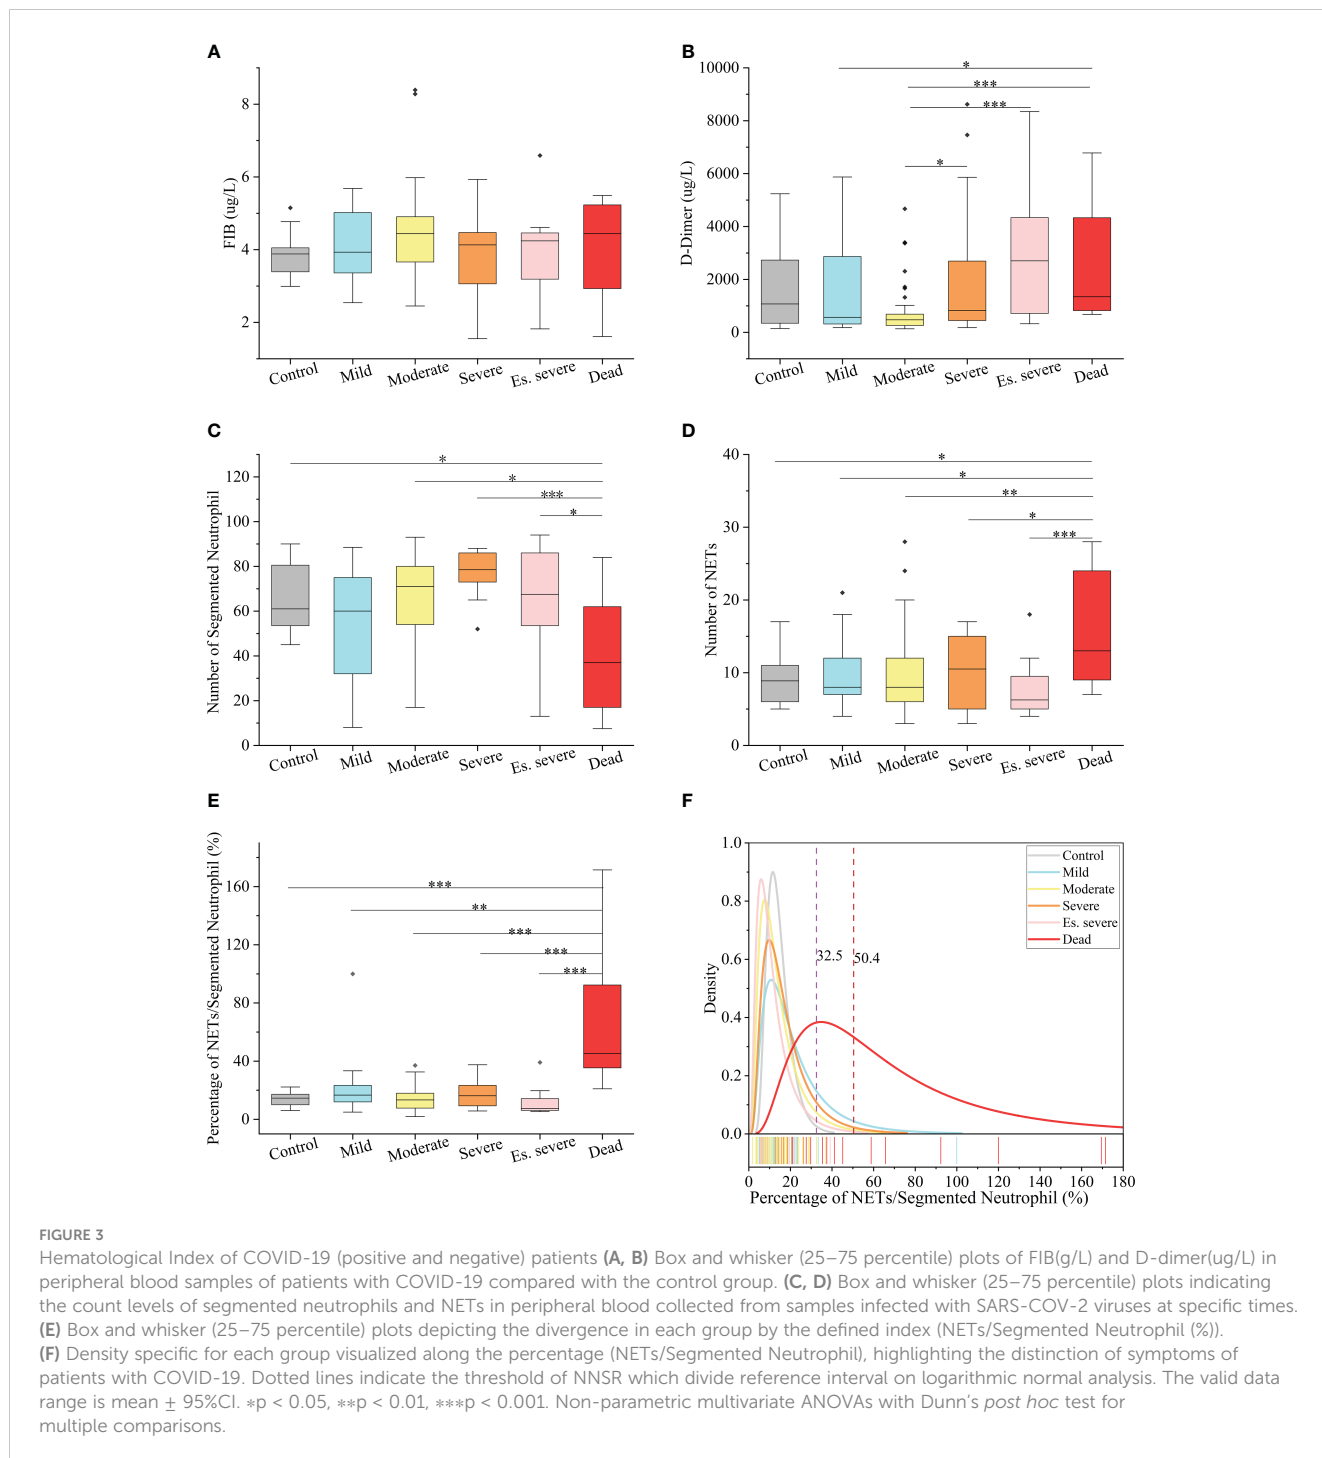 A
FIB (ug/L)
8
6
4
2
Control
Mild
Moderate
Severe
Es. severe
Dead
B
D-Dimer (ug/L)
10000
8000
6000
4000
2000
0
*
***
***
*
Control
Mild
Moderate
Severe
Es. severe
Dead
C
Number of Segmented Neutrophil
120
100
80
60
40
20
0
*
*
***
*
Control
Mild
Moderate
Severe
Es. severe
Dead
D
Number of NETs
40
30
20
10
0
*
*
**
*
***
Control
Mild
Moderate
Severe
Es. severe
Dead
E
Percentage of NETs/Segmented Neutrophil (%)
160
120
80
40
0
***
**
***
***
***
Control
Mild
Moderate
Severe
Es. severe
Dead
F
Density
1.0
0.8
0.6
0.4
0.2
0.0
Control
Mild
Moderate
Severe
Es. severe
Dead
32.5
50.4
0 20 40 60 80 100 120 140 160 180
Percentage of NETs/Segmented Neutrophil (%)
FIGURE 3
Hematological Index of COVID-19 (positive and negative) patients (A, B) Box and whisker (25–75 percentile) plots of FIB(g/L) and D-dimer(ug/L) in
peripheral blood samples of patients with COVID-19 compared with the control group. (C, D) Box and whisker (25–75 percentile) plots indicating
the count levels of segmented neutrophils and NETs in peripheral blood collected from samples infected with SARS-COV-2 viruses at specific times.
(E) Box and whisker (25–75 percentile) plots depicting the divergence in each group by the defined index (NETs/Segmented Neutrophil (%)).
(F) Density specific for each group visualized along the percentage (NETs/Segmented Neutrophil), highlighting the distinction of symptoms of
patients with COVID-19. Dotted lines indicate the threshold of NNSR which divide reference interval on logarithmic normal analysis. The valid data
range is mean ± 95%CI. *p < 0.05, **p < 0.01, ***p < 0.001. Non-parametric multivariate ANOVAs with Dunn's post hoc test for
multiple comparisons.